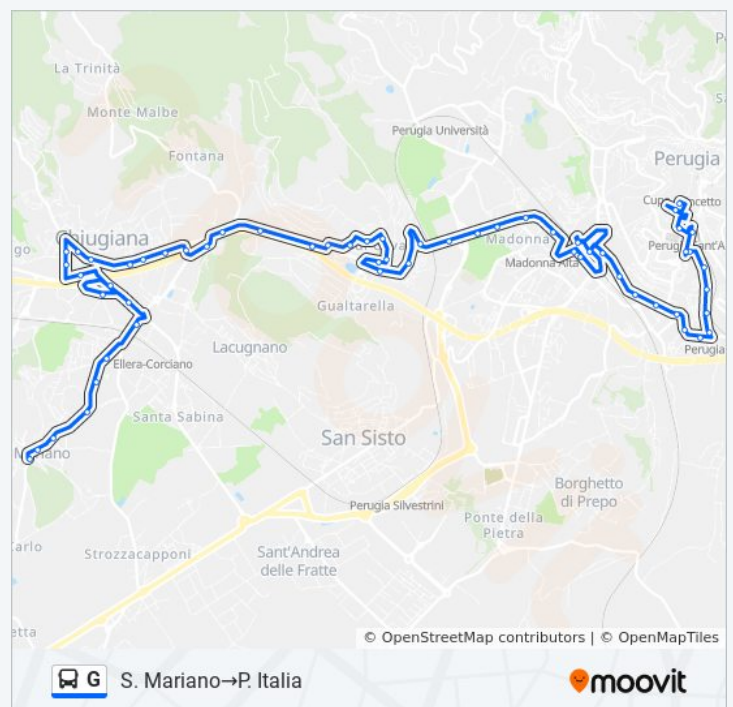 La Trinità
Monte Malbe
Perugia Università
Fontana
Perugia
Chiugiana
Madonna
Madonna Alta
Gualtarella
Perugia
Lacugnano
Ellera-Corciano
Santa Sabina
San Sisto
Borghetto
di Prepo
Perugia Silvestrini
Ponte della
Pietra
Strozzacapponi
Sant'Andrea
delle Fratte
© OpenStreetMap contributors | © OpenMapTiles
G S. Mariano→P. Italia
moovit